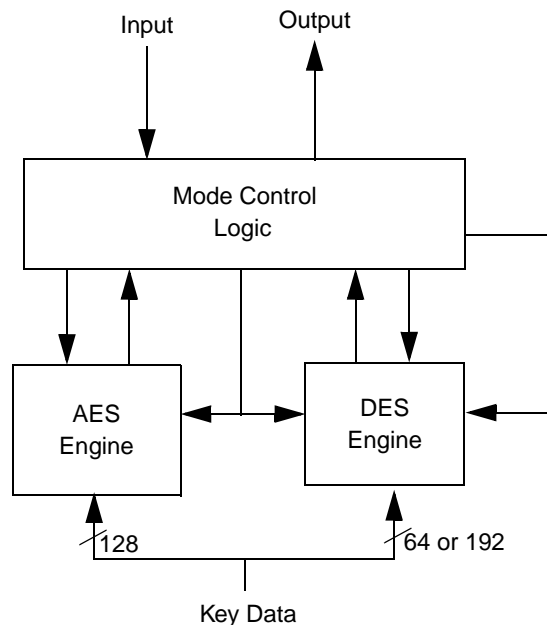 Input
Output
Mode Control
Logic
AES
Engine
DES
Engine
128
64 or 192
Key Data